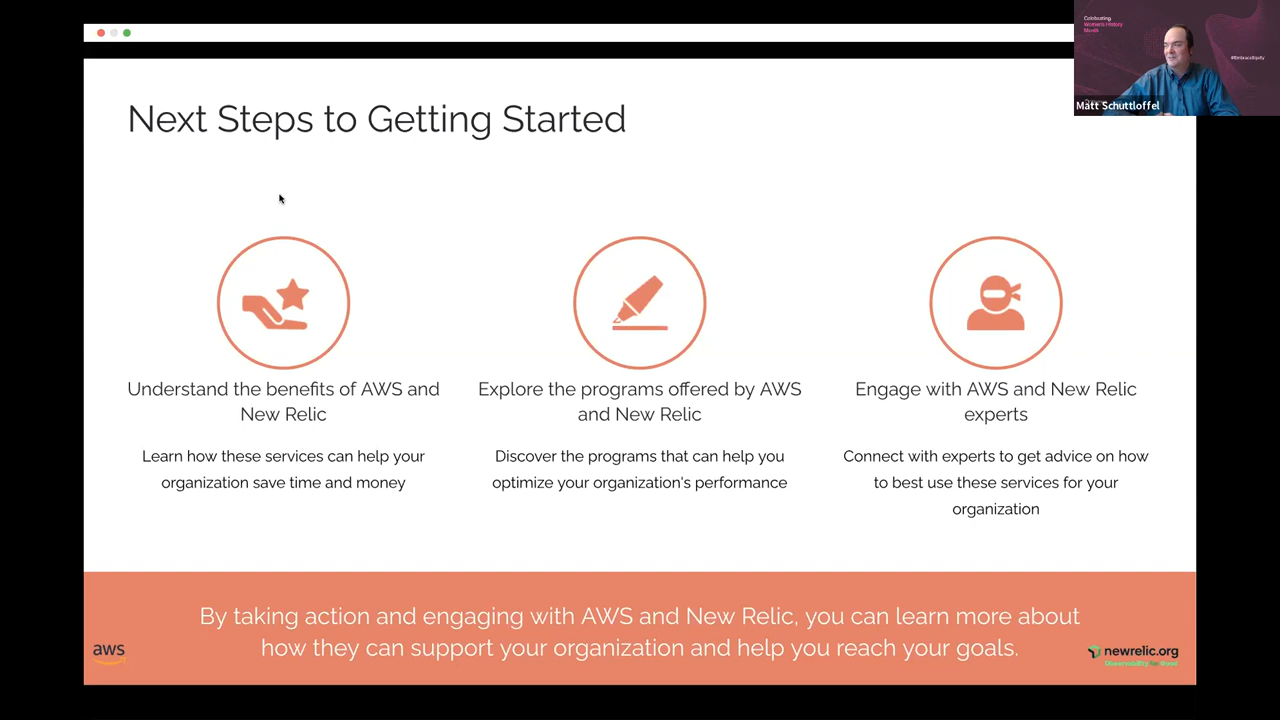 Celebrating
Women's History
Month
#EmbraceEquity
Matt Schuttloffel
Next Steps to Getting Started
Understand the benefits of AWS and
New Relic
Learn how these services can help your
organization save time and money
Explore the programs offered by AWS
and New Relic
Discover the programs that can help you
optimize your organization's performance
Engage with AWS and New Relic
experts
Connect with experts to get advice on how
to best use these services for your
organization
By taking action and engaging with AWS and New Relic, you can learn more about
how they can support your organization and help you reach your goals.
aws
newrelic.org
Observability for Good